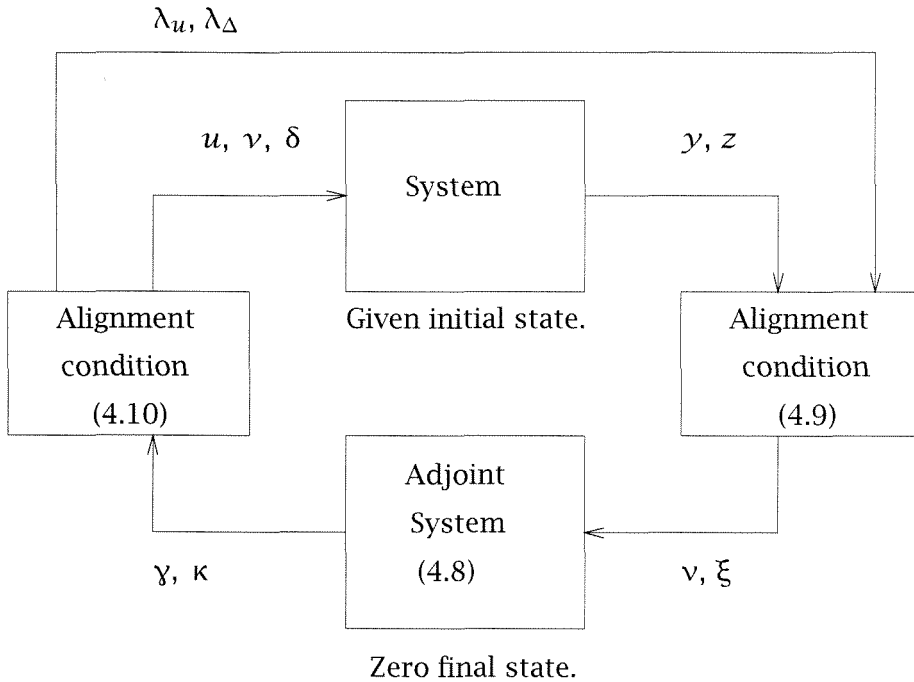 λu, λΔ
u, v, δ
y, z
System
Given initial state.
Alignment
condition
(4.10)
Alignment
condition
(4.9)
Adjoint
System
(4.8)
γ, κ
ν, ξ
Zero final state.